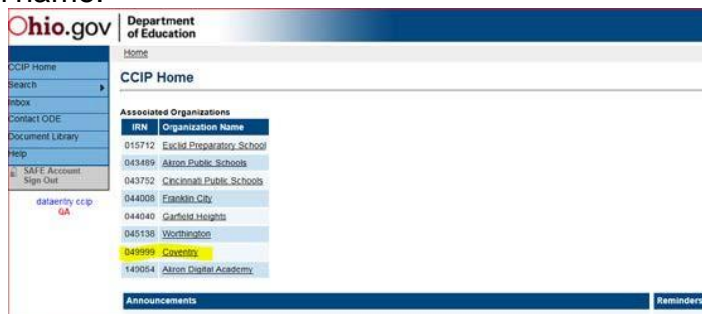 name.
Ohio.gov Department of Education
Home
CCIP Home
CCIP Home
Search
Inbox
Contact ODE
Document Library
Help
SAFE Account
Sign Out
dataentry ccip
QA
Associated Organizations
IRN Organization Name
015712 Euclid Preparatory School
043489 Akron Public Schools
043752 Cincinnati Public Schools
044008 Franklin City
044040 Garfield Heights
045138 Worthington
049999 Coventry
149054 Akron Digital Academy
Announcements
Reminders